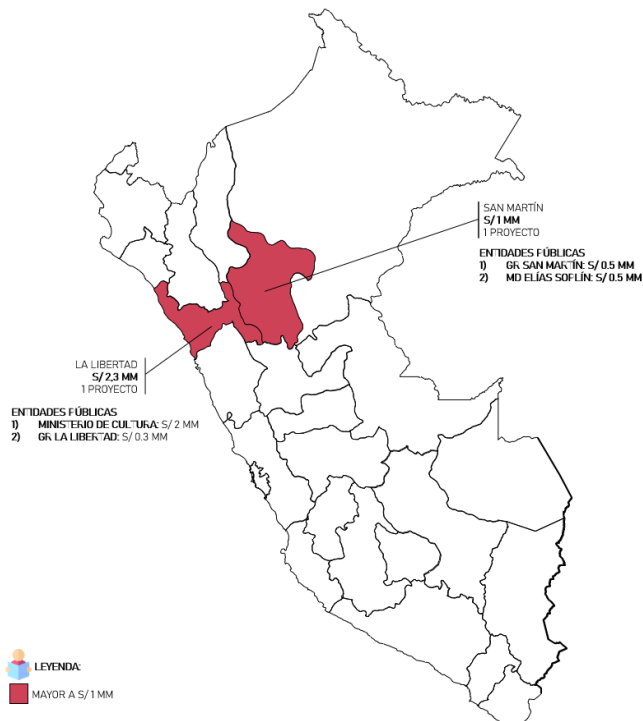 SAN MARTÍN
S/ 1 MM
1 PROYECTO
ENTIDADES PÚBLICAS
1) GR SAN MARTÍN: S/ 0.5 MM
2) MD ELÍAS SOPLÍN: S/ 0.5 MM
LA LIBERTAD
S/ 2,3 MM
1 PROYECTO
ENTIDADES PÚBLICAS
1) MINISTERIO DE CULTURA: S/ 2 MM
2) GR LA LIBERTAD: S/ 0.3 MM
LEYENDA:
MAYOR A S/ 1 MM